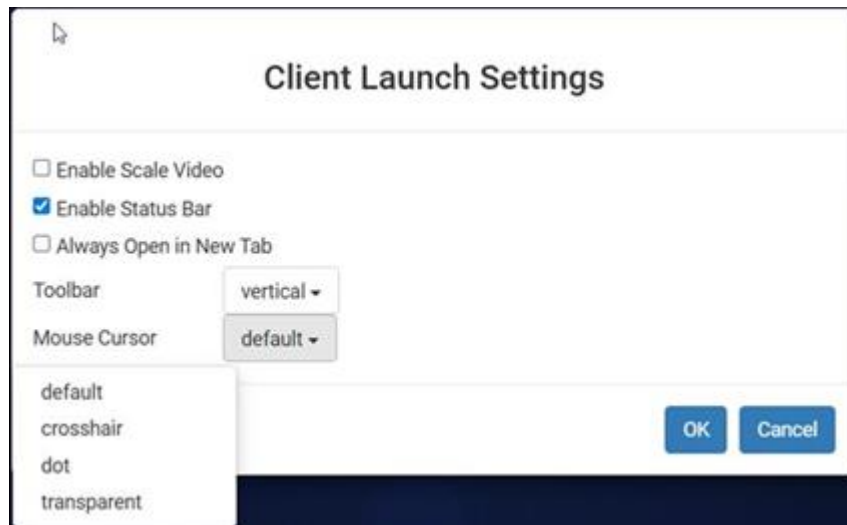 Client Launch Settings
Enable Scale Video
Enable Status Bar
Always Open in New Tab
Toolbar vertical
Mouse Cursor default
default
crosshair
dot
transparent
OK Cancel